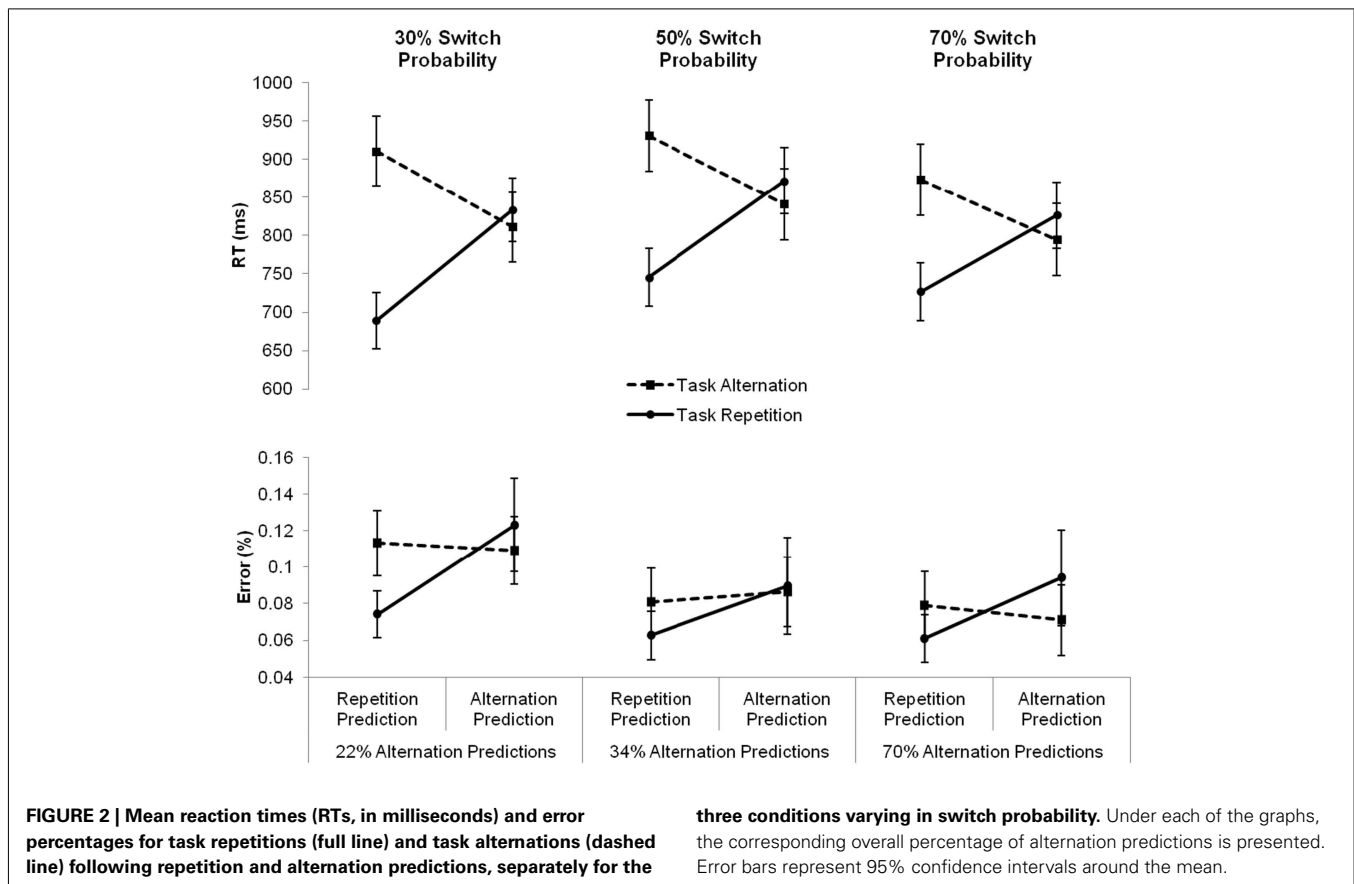 30% Switch
Probability
50% Switch
Probability
70% Switch
Probability
1000
950
900
850
800
750
700
650
600
RT (ms)
Task Alternation
Task Repetition
0.16
0.14
0.12
0.1
0.08
0.06
0.04
Error (%)
Repetition
Prediction
Alternation
Prediction
Repetition
Prediction
Alternation
Prediction
Repetition
Prediction
Alternation
Prediction
22% Alternation Predictions
34% Alternation Predictions
70% Alternation Predictions
FIGURE 2 | Mean reaction times (RTs, in milliseconds) and error
percentages for task repetitions (full line) and task alternations (dashed
line) following repetition and alternation predictions, separately for the
three conditions varying in switch probability. Under each of the graphs,
the corresponding overall percentage of alternation predictions is presented.
Error bars represent 95% confidence intervals around the mean.